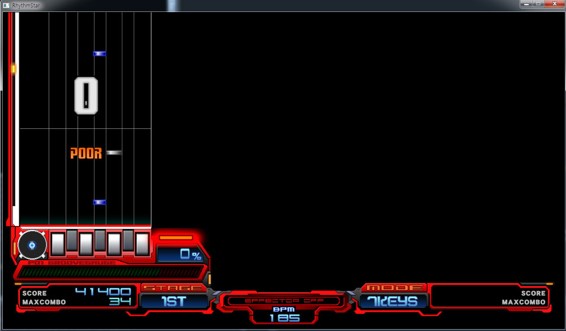 RhythmStar
0
POOR
0 %
SCORE 41400
MAXCOMBO 34
STAGE
1ST
EFFECTOR OFF
BPM
185
MODE
7KEYS
SCORE
MAXCOMBO